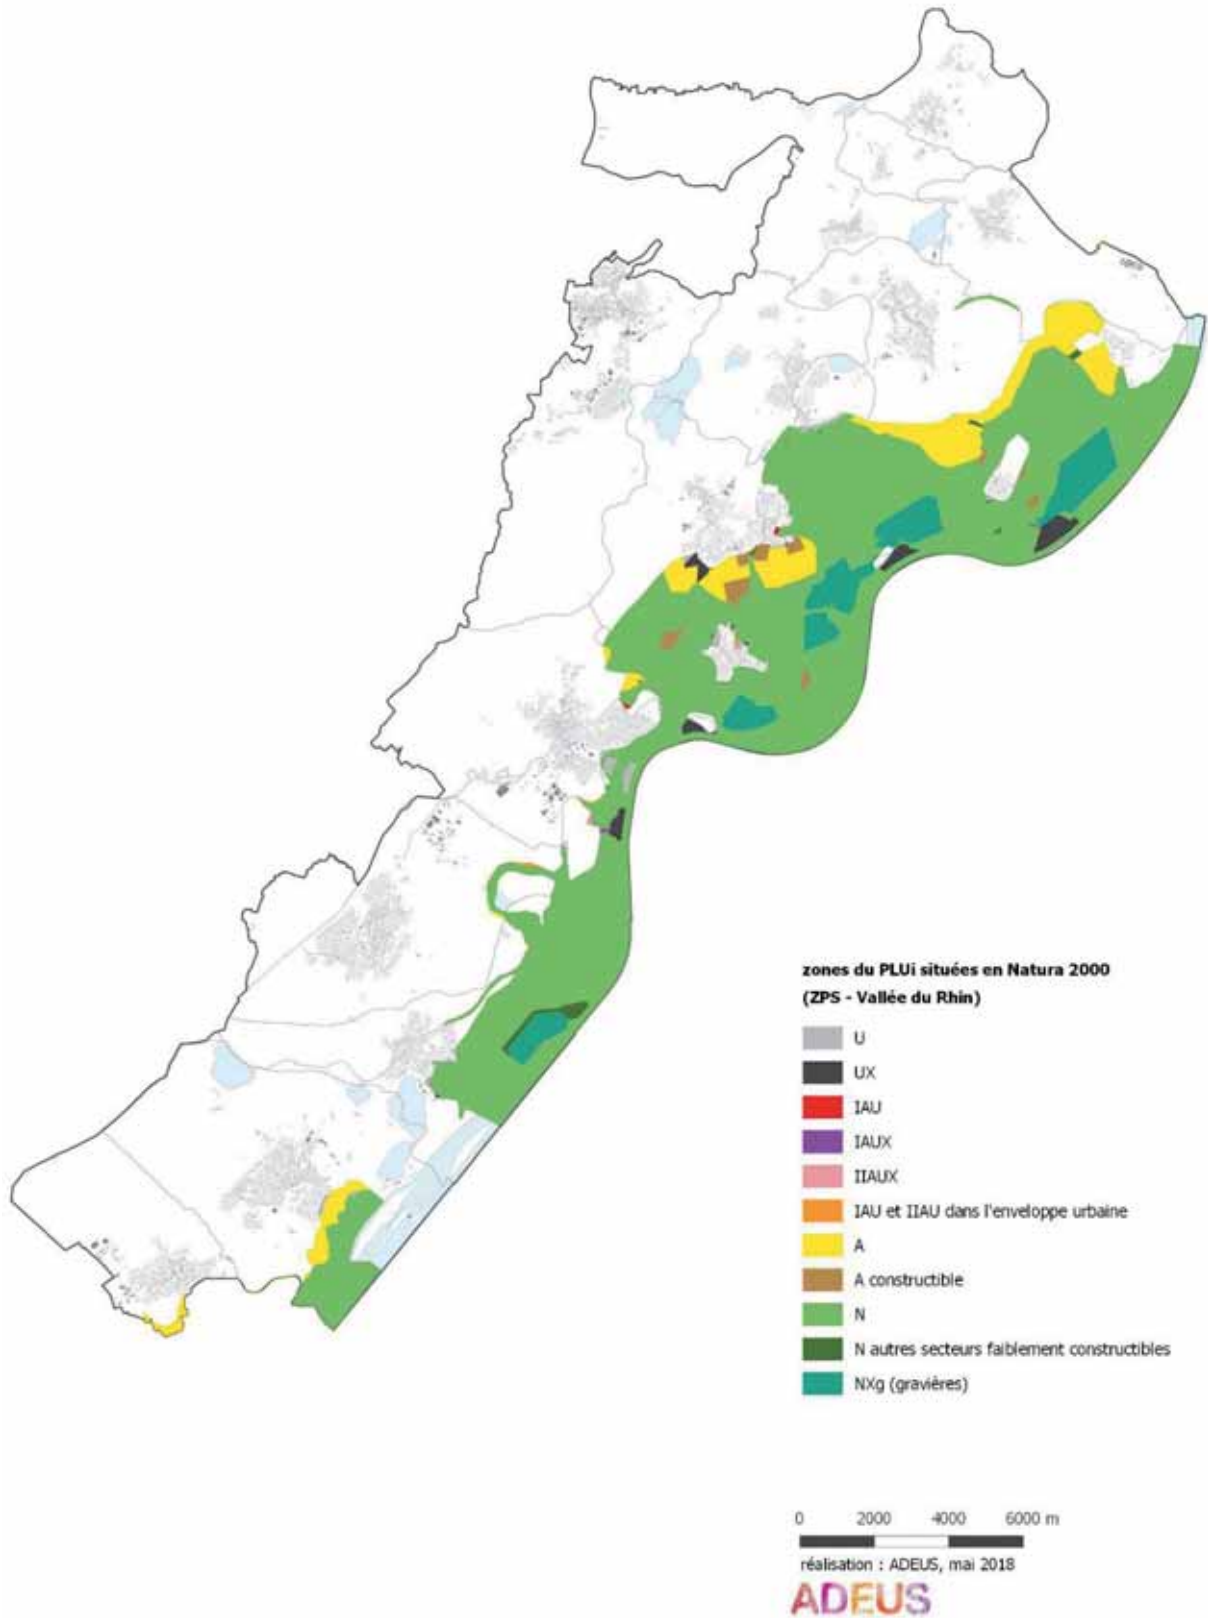 zones du PLUi situées en Natura 2000
(ZPS - Vallée du Rhin)
U
UX
IAU
IAUX
IIAUX
IAU et IIAU dans l'enveloppe urbaine
A
A constructible
N
N autres secteurs faiblement constructibles
NXg (gravières)
0 2000 4000 6000 m
réalisation : ADEUS, mai 2018
ADEUS